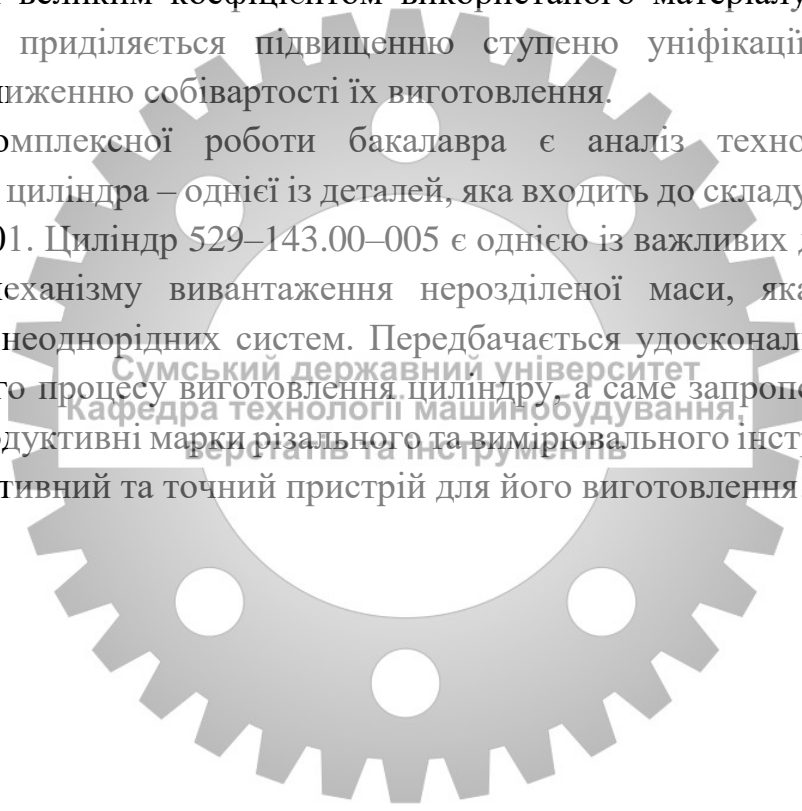 великим коефіцієнтом використаного матеріалу
приділяється підвищенню ступеню уніфікації
ниженню собівартості їх виготовлення.
омплексної роботи бакалавра є аналіз техно
циліндра – однієї із деталей, яка входить до складу
01. Циліндр 529–143.00–005 є однією із важливих д
механізму вивантаження нерозділеної маси, яка
неоднорідних систем. Передбачається удосконал
го процесу виготовлення циліндру, а саме запропо
одуктивні марки різального та вимірювального інстр
тивний та точний пристрій для його виготовлення
Сумський державний університет
Кафедра технології машинобудування,
верстатів та інструментів